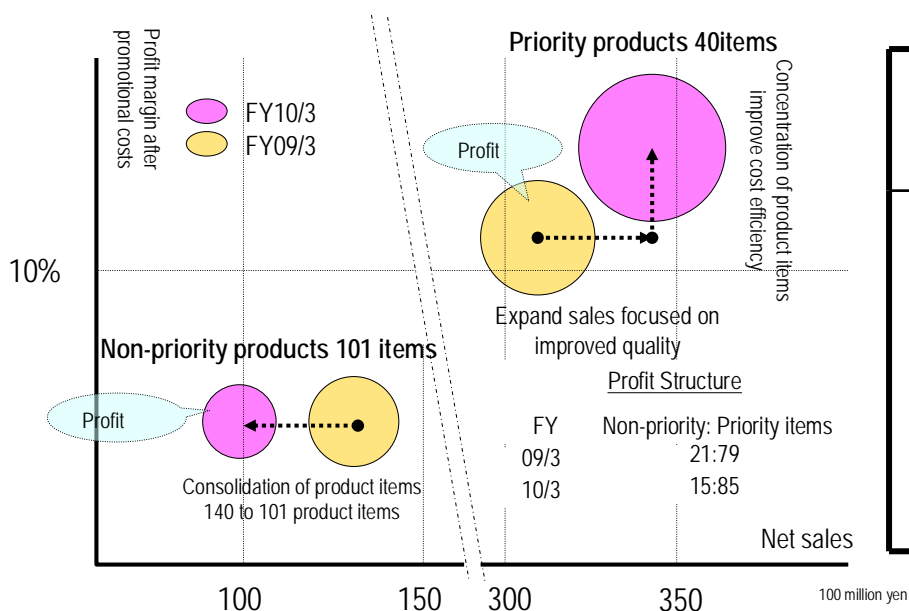 Priority products 40items
Profit margin after
promotional costs
FY10/3
FY09/3
Profit
Concentration of product items
improve cost efficiency
10%
Expand sales focused on
improved quality
Non-priority products 101 items
Profit
Consolidation of product items
140 to 101 product items
Profit Structure
FY Non-priority: Priority items
09/3 21:79
10/3 15:85
Net sales
100 150 300 350 100 million yen